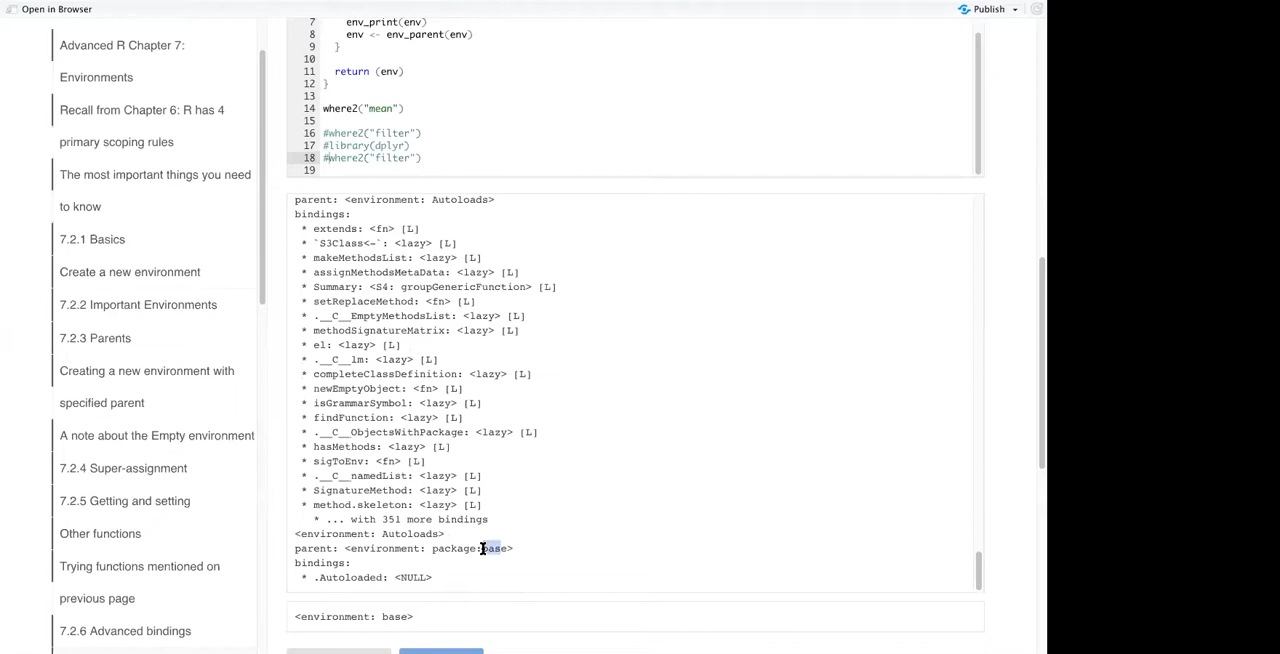 Open in Browser
Publish
Advanced R Chapter 7:
Environments
Recall from Chapter 6: R has 4
primary scoping rules
The most important things you need
to know
7.2.1 Basics
Create a new environment
7.2.2 Important Environments
7.2.3 Parents
Creating a new environment with
specified parent
A note about the Empty environment
7.2.4 Super-assignment
7.2.5 Getting and setting
Other functions
Trying functions mentioned on
previous page
7.2.6 Advanced bindings
7 env_print(env)
8 env <- env_parent(env)
9 }
10
11 return (env)
12 }
13
14 where2("mean")
15
16 #where2("filter")
17 #library(dplyr)
18 #where2("filter")
19
parent: <environment: Autoloads>
bindings:
* extends: <fn> [L]
* `S3Class<-`: <lazy> [L]
* makeMethodsList: <lazy> [L]
* assignMethodsMetaData: <lazy> [L]
* Summary: <S4: groupGenericFunction> [L]
* setReplaceMethod: <fn> [L]
* .__C__EmptyMethodsList: <lazy> [L]
* methodSignatureMatrix: <lazy> [L]
* el: <lazy> [L]
* .__C__lm: <lazy> [L]
* completeClassDefinition: <lazy> [L]
* newEmptyObject: <fn> [L]
* isGrammarSymbol: <lazy> [L]
* findFunction: <lazy> [L]
* .__C__ObjectsWithPackage: <lazy> [L]
* hasMethods: <lazy> [L]
* sigToEnv: <fn> [L]
* .__C__namedList: <lazy> [L]
* SignatureMethod: <lazy> [L]
* method.skeleton: <lazy> [L]
* ... with 351 more bindings
<environment: Autoloads>
parent: <environment: package:base>
bindings:
* .Autoloaded: <NULL>
<environment: base>